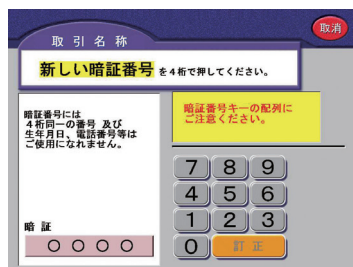 取消
取引名称
新しい暗証番号 を4桁で押してください。
暗証番号には
4桁同一の番号 及び
生年月日、電話番号等は
ご使用になれません。
暗証番号キーの配列に
ご注意ください。
7 8 9
4 5 6
1 2 3
0 訂正
暗証
○ ○ ○ ○